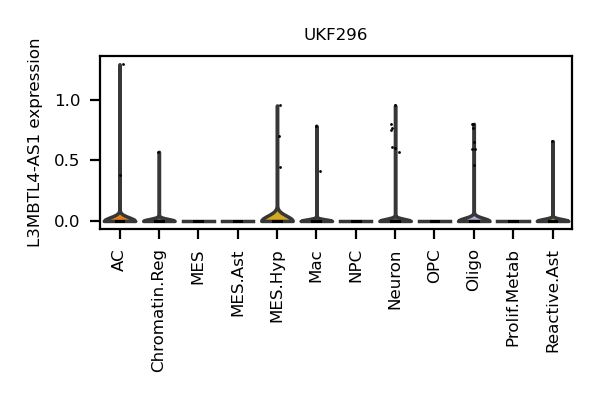 UKF296
L3MBTL4-AS1 expression
1.0
0.5
0.0
AC
Chromatin.Reg
MES
MES.Ast
MES.Hyp
Mac
NPC
Neuron
OPC
Oligo
Prolif.Metab
Reactive.Ast